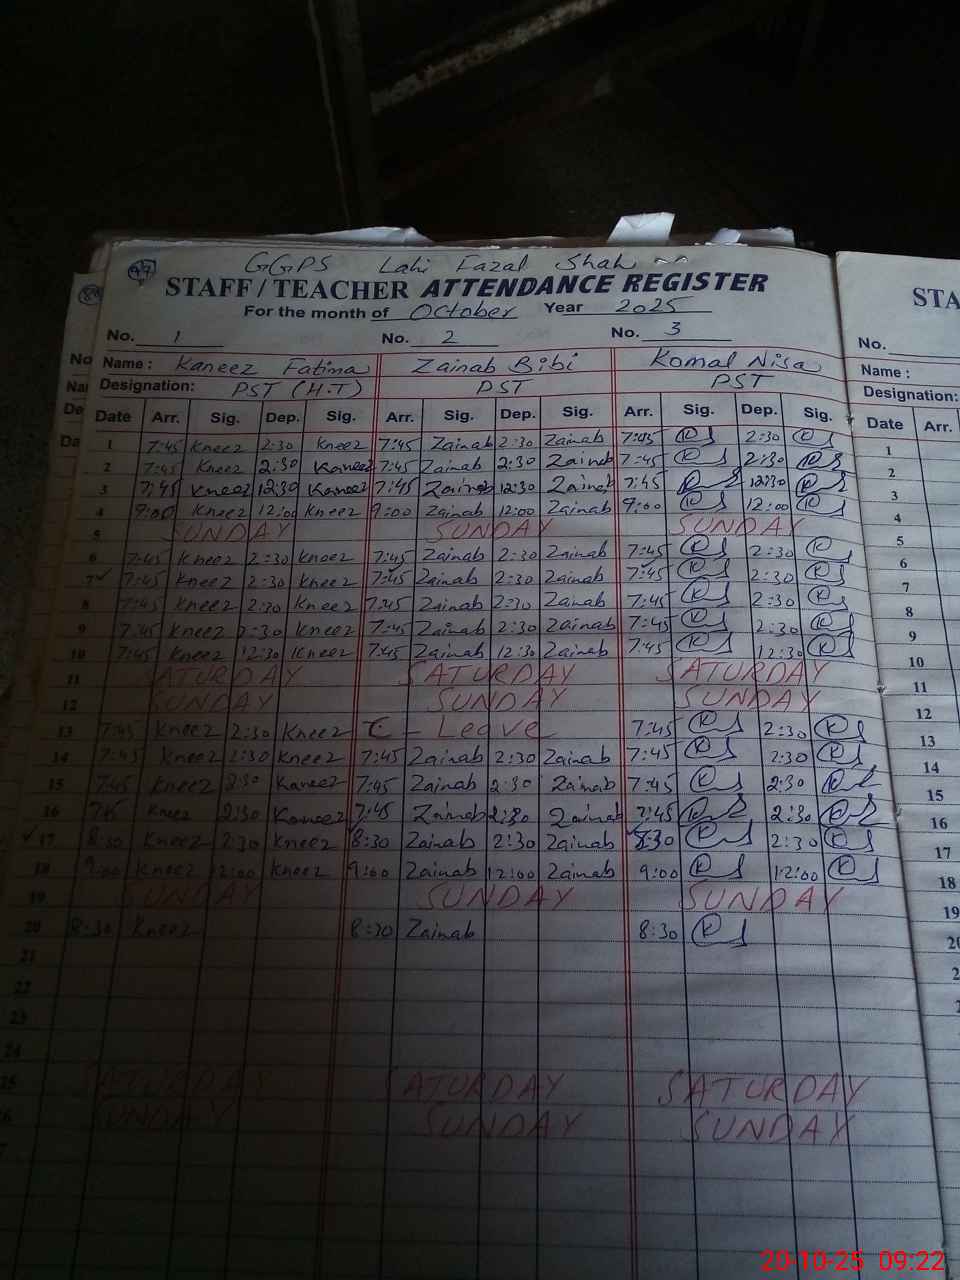 97 GGPS Lahi Fazal Shah
STAFF/TEACHER ATTENDANCE REGISTER STA
For the month of October Year 2025
No. 1 No. 2 No. 3 No.
Name: Kaneez Fatima Zainab Bibi Komal Nisa Name :
Designation: PST (H.T) PST PST Designation:
Date Arr. Sig. Dep. Sig. Arr. Sig. Dep. Sig. Arr. Sig. Dep. Sig. Date Arr.
1 7:45 Kneez 2:30 Kneez 7:45 Zainab 2:30 Zainab 7:45 K 2:30 K 1
2 7:45 Kneez 2:30 Kaneez 7:45 Zainab 2:30 Zainab 7:45 K 2:30 K 2
3 7:45 Kneez 12:30 Kaneez 7:45 Zainab 12:30 Zainab 7:45 K 12:30 K 3
4 9:00 Kneez 12:00 Kneez 9:00 Zainab 12:00 Zainab 9:00 K 12:00 K 4
5 SUNDAY SUNDAY SUNDAY 5
6 7:45 Kneez 2:30 Kneez 7:45 Zainab 2:30 Zainab 7:45 K 2:30 K 6
7 7:45 Kneez 2:30 Kneez 7:45 Zainab 2:30 Zainab 7:45 K 2:30 K 7
8 7:45 Kneez 2:30 Kneez 7:45 Zainab 2:30 Zainab 7:45 K 2:30 K 8
9 7:45 Kneez 2:30 Kneez 7:45 Zainab 2:30 Zainab 7:45 K 2:30 K 9
10 7:45 Kneez 12:30 Kneez 7:45 Zainab 12:30 Zainab 7:45 K 12:30 K 10
11 SATURDAY SATURDAY SATURDAY 11
12 SUNDAY SUNDAY SUNDAY 12
13 7:45 Kneez 2:30 Kneez C - Leave 7:45 K 2:30 K 13
14 7:45 Kneez 2:30 Kneez 7:45 Zainab 2:30 Zainab 7:45 K 2:30 K 14
15 7:45 Kneez 2:30 Kaneez 7:45 Zainab 2:30 Zainab 7:45 K 2:30 K 15
16 7:45 Kneez 2:30 Kaneez 7:45 Zainab 2:30 Zainab 7:45 K 2:30 K 16
17 8:30 Kneez 2:30 Kneez 8:30 Zainab 2:30 Zainab 8:30 K 2:30 K 17
18 9:00 Kneez 12:00 Kneez 9:00 Zainab 12:00 Zainab 9:00 K 12:00 K 18
19 SUNDAY SUNDAY SUNDAY 19
20 8:30 Kneez 8:30 Zainab 8:30 K 20
21
22
23
24
25 SATURDAY SATURDAY SATURDAY
26 SUNDAY SUNDAY SUNDAY
20-10-25 09:22